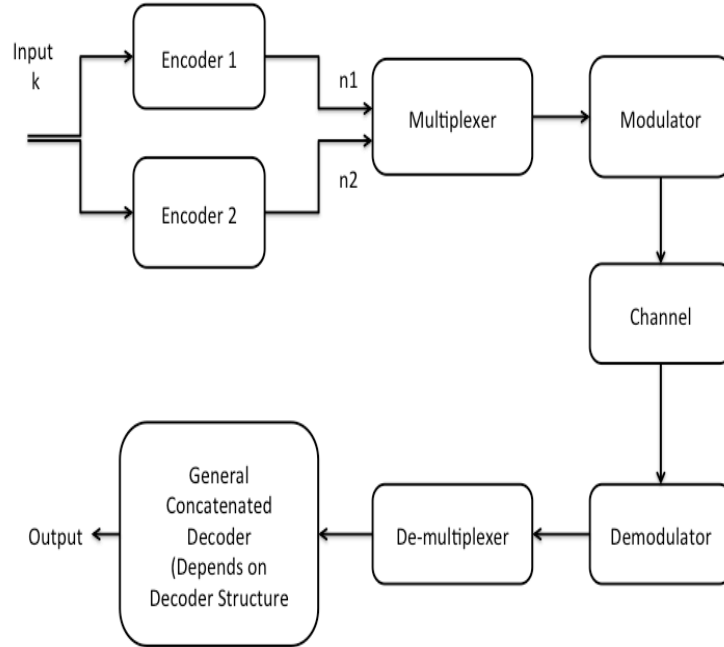 Input
k
Encoder 1
n1
Multiplexer
Modulator
Encoder 2
n2
Channel
General
Concatenated
Decoder
(Depends on
Decoder Structure
Output
De-multiplexer
Demodulator